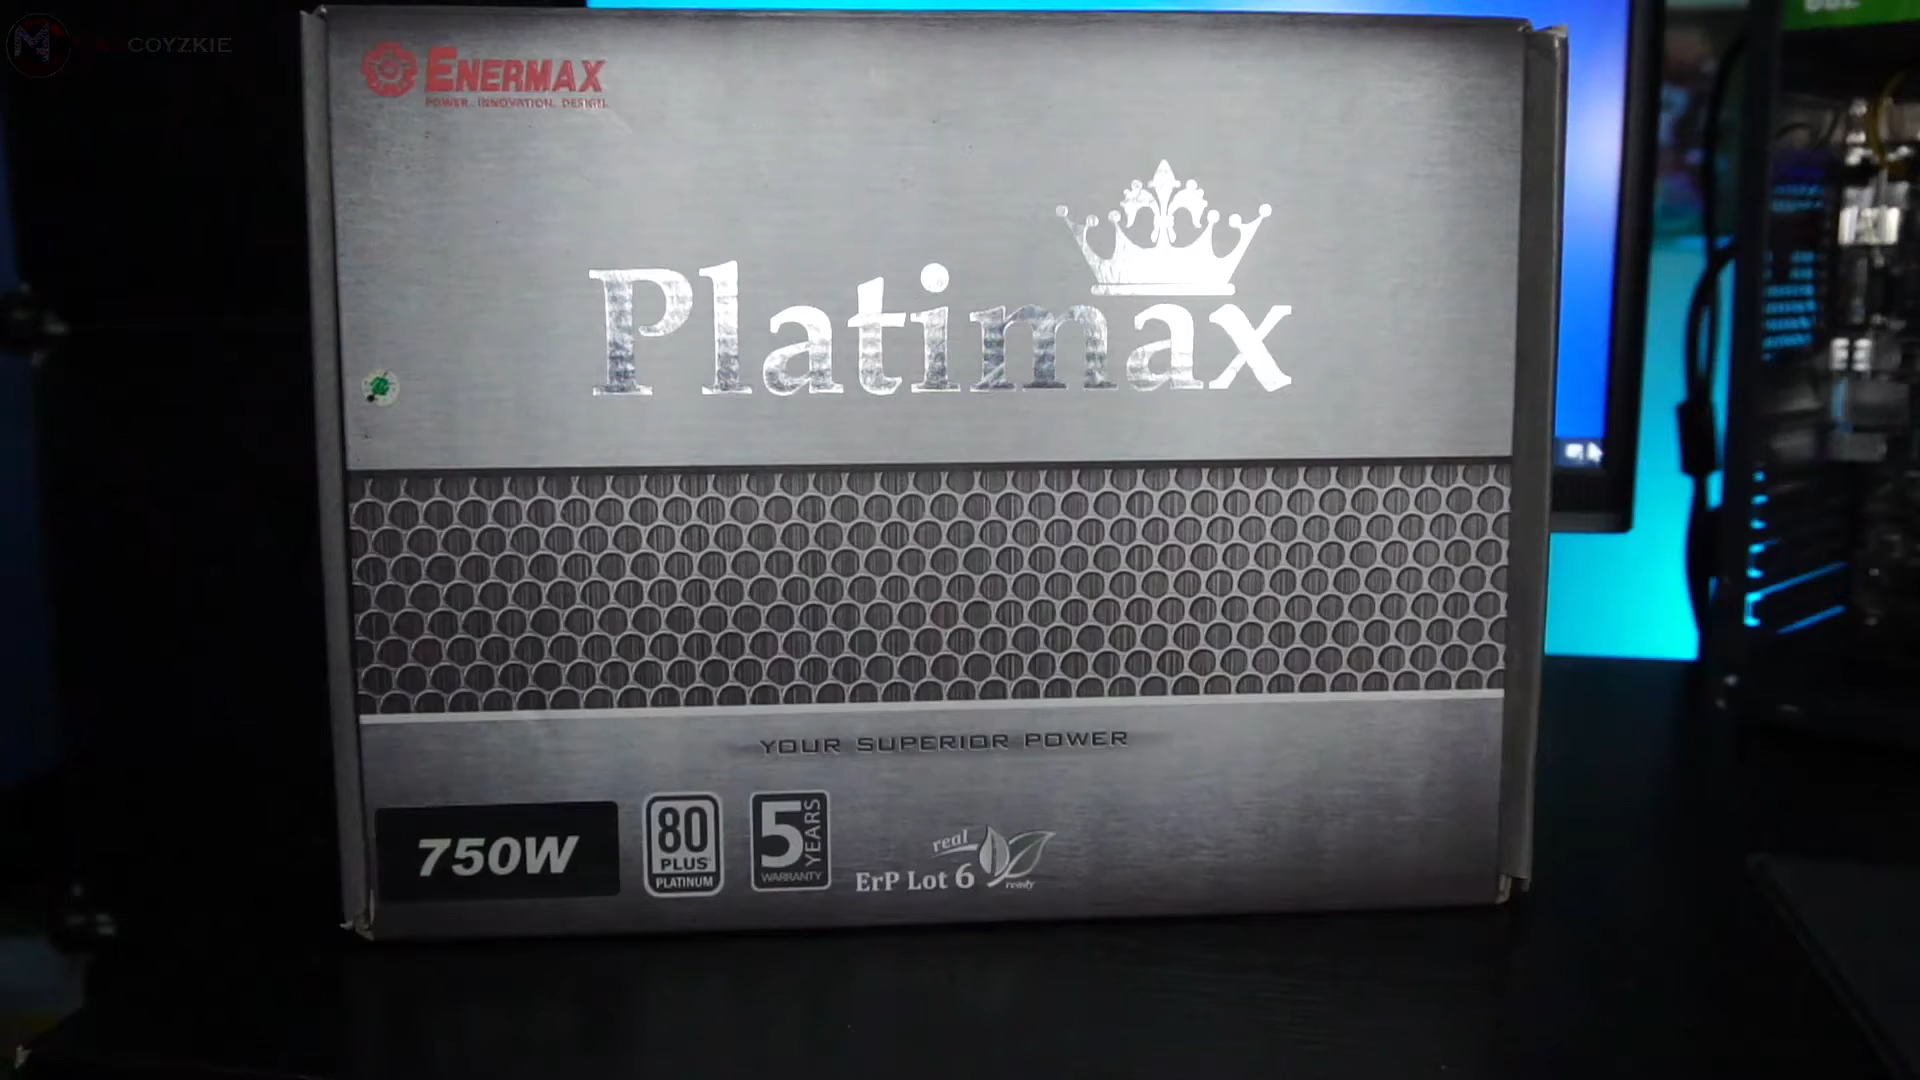 COYZKIE
ENERMAX
POWER. INNOVATION. DESIGN.
Platimax
YOUR SUPERIOR POWER
750W
80
PLUS
PLATINUM
5
YEARS
WARRANTY
real
ErP Lot 6
ready